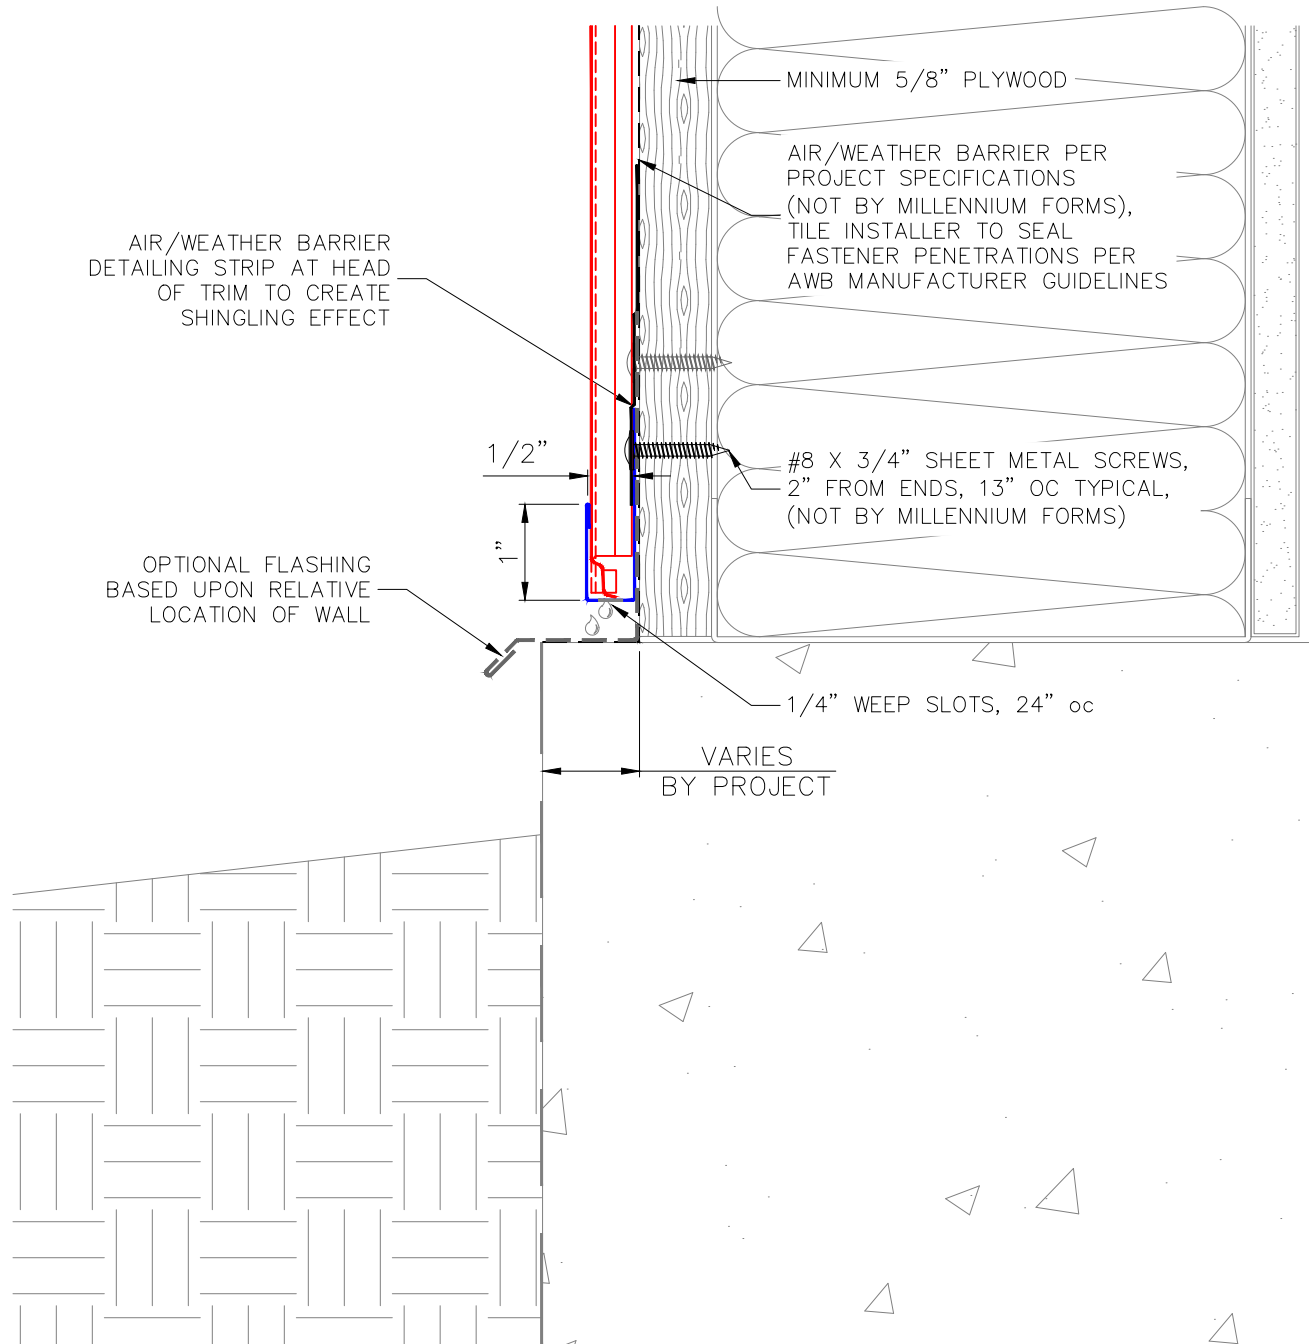 MINIMUM 5/8” PLYWOOD
AIR/WEATHER BARRIER PER
PROJECT SPECIFICATIONS
(NOT BY MILLENNIUM FORMS),
TILE INSTALLER TO SEAL
FASTENER PENETRATIONS PER
AWB MANUFACTURER GUIDELINES
AIR/WEATHER BARRIER
DETAILING STRIP AT HEAD
OF TRIM TO CREATE
SHINGLING EFFECT
1/2”
#8 X 3/4” SHEET METAL SCREWS,
2” FROM ENDS, 13” OC TYPICAL,
(NOT BY MILLENNIUM FORMS)
1”
OPTIONAL FLASHING
BASED UPON RELATIVE
LOCATION OF WALL
1/4” WEEP SLOTS, 24” oc
VARIES
BY PROJECT